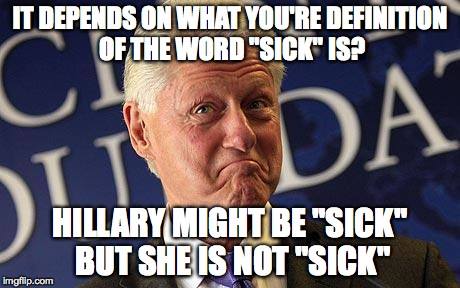 IT DEPENDS ON WHAT YOU'RE DEFINITION
OF THE WORD "SICK" IS?
HILLARY MIGHT BE "SICK"
BUT SHE IS NOT "SICK"
imgflip.com